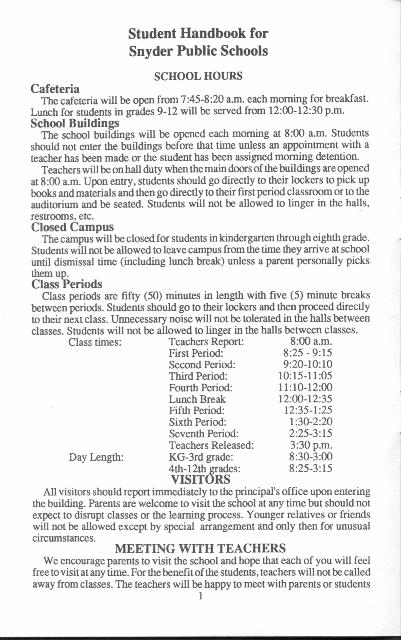 Student Handbook for
Snyder Public Schools
SCHOOL HOURS
Cafeteria
The cafeteria will be open from 7:45-8:20 a.m. each morning for breakfast.
Lunch for students in grades 9-12 will be served from 12:00-12:30 p.m.
School Buildings
The school buildings will be opened each morning at 8:00 a.m. Students
should not enter the buildings before that time unless an appointment with a
teacher has been made or the student has been assigned morning detention.
Teachers will be on hall duty when the main doors of the buildings are opened
at 8:00 a.m. Upon entry, students should go directly to their lockers to pick up
books and materials and then go directly to their first period classroom or to the
auditorium and be seated. Students will not be allowed to linger in the halls,
restrooms, etc.
Closed Campus
The campus will be closed for students in kindergarten through eighth grade.
Students will not be allowed to leave campus from the time they arrive at school
until dismissal time (including lunch break) unless a parent personally picks
them up.
Class Periods
Class periods are fifty (50) minutes in length with five (5) minute breaks
between periods. Students should go to their lockers and then proceed directly
to their next class. Unnecessary noise will not be tolerated in the halls between
classes. Students will not be allowed to linger in the halls between classes.
Class times: Teachers Report: 8:00 a.m.
First Period: 8:25 - 9:15
Second Period: 9:20-10:10
Third Period: 10:15-11:05
Fourth Period: 11:10-12:00
Lunch Break 12:00-12:35
Fifth Period: 12:35-1:25
Sixth Period: 1:30-2:20
Seventh Period: 2:25-3:15
Teachers Released: 3:30 p.m.
Day Length: KG-3rd grade: 8:30-3:00
4th-12th grades: 8:25-3:15
VISITORS
All visitors should report immediately to the principal's office upon entering
the building. Parents are welcome to visit the school at any time but should not
expect to disrupt classes or the learning process. Younger relatives or friends
will not be allowed except by special arrangement and only then for unusual
circumstances.
MEETING WITH TEACHERS
We encourage parents to visit the school and hope that each of you will feel
free to visit at any time. For the benefit of the students, teachers will not be called
away from classes. The teachers will be happy to meet with parents or students
1